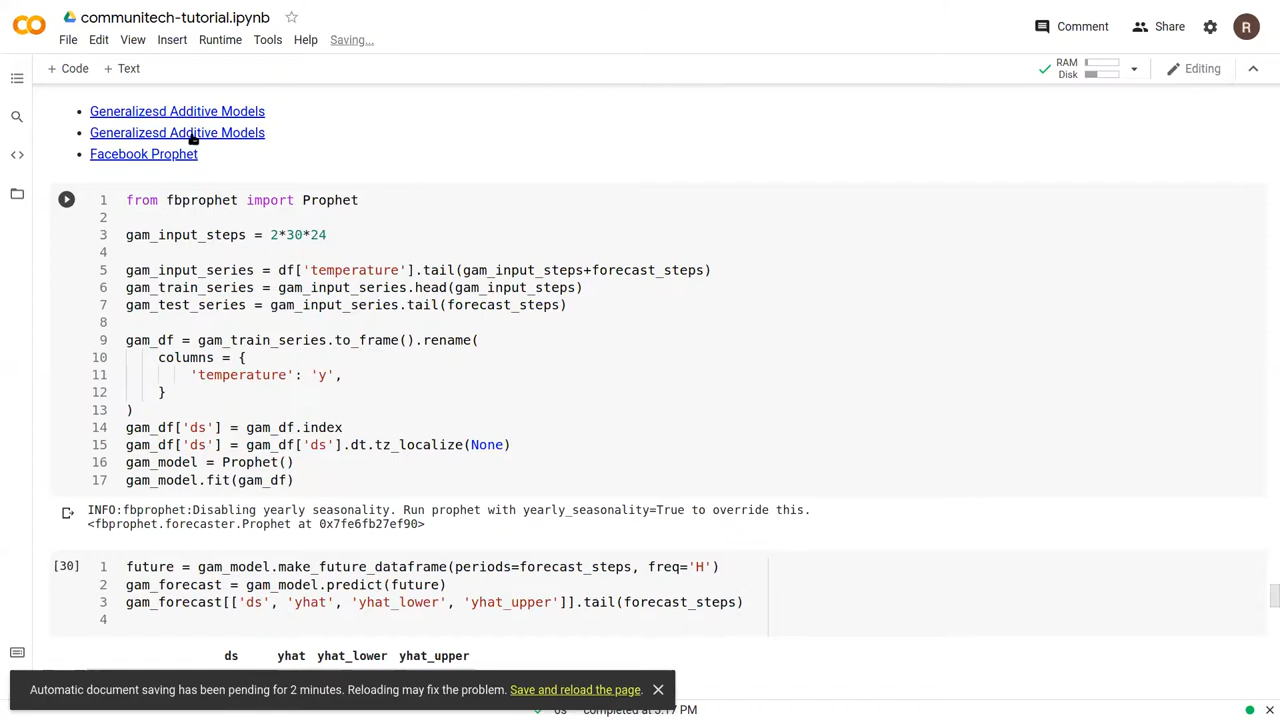 communitech-tutorial.ipynb
Comment Share R
File Edit View Insert Runtime Tools Help Saving...
+ Code + Text RAM Disk Editing
• Generalizesd Additive Models
• Generalizesd Additive Models
• Facebook Prophet
1 from fbprophet import Prophet
2
3 gam_input_steps = 2*30*24
4
5 gam_input_series = df['temperature'].tail(gam_input_steps+forecast_steps)
6 gam_train_series = gam_input_series.head(gam_input_steps)
7 gam_test_series = gam_input_series.tail(forecast_steps)
8
9 gam_df = gam_train_series.to_frame().rename(
10 columns = {
11 'temperature': 'y',
12 }
13 )
14 gam_df['ds'] = gam_df.index
15 gam_df['ds'] = gam_df['ds'].dt.tz_localize(None)
16 gam_model = Prophet()
17 gam_model.fit(gam_df)
INFO:fbprophet:Disabling yearly seasonality. Run prophet with yearly_seasonality=True to override this.
<fbprophet.forecaster.Prophet at 0x7fe6fb27ef90>
[30] 1 future = gam_model.make_future_dataframe(periods=forecast_steps, freq='H')
2 gam_forecast = gam_model.predict(future)
3 gam_forecast[['ds', 'yhat', 'yhat_lower', 'yhat_upper']].tail(forecast_steps)
4
ds yhat yhat_lower yhat_upper
Automatic document saving has been pending for 2 minutes. Reloading may fix the problem. Save and reload the page.
completed at PM